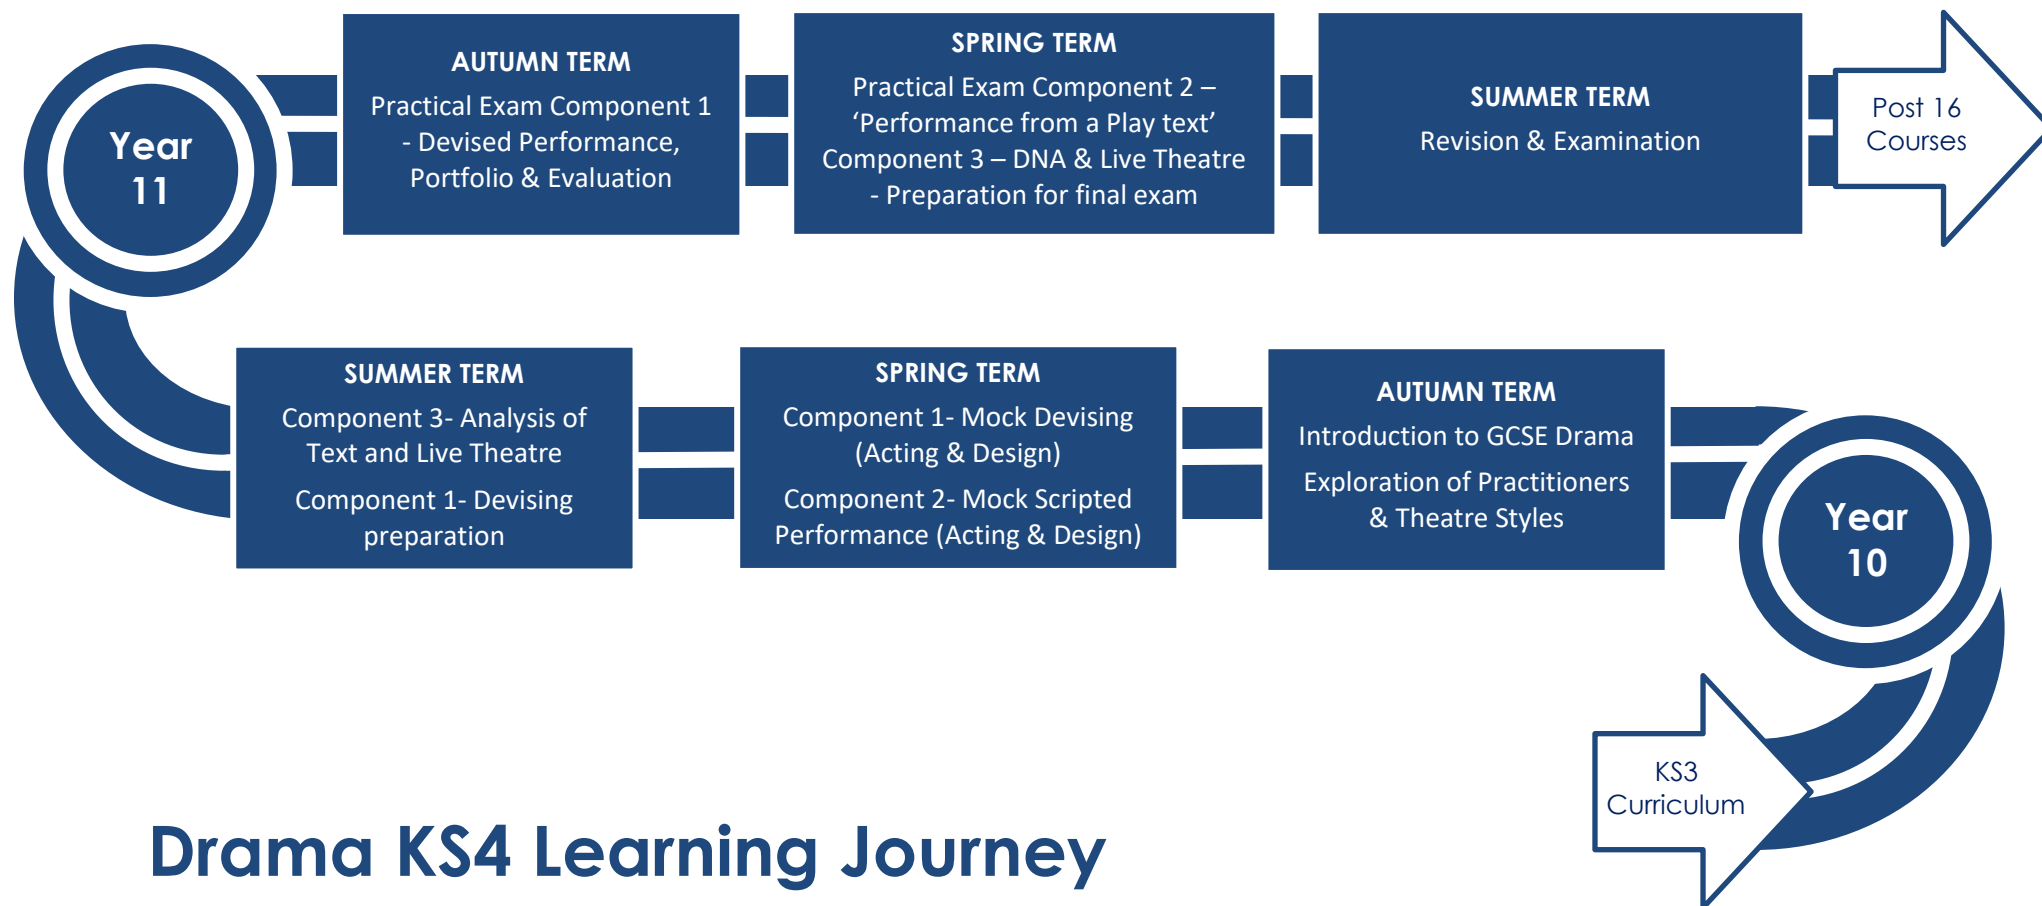 Year
11
AUTUMN TERM
Practical Exam Component 1
- Devised Performance,
Portfolio & Evaluation
SPRING TERM
Practical Exam Component 2 –
‘Performance from a Play text’
Component 3 – DNA & Live Theatre
- Preparation for final exam
SUMMER TERM
Revision & Examination
Post 16
Courses
SUMMER TERM
Component 3- Analysis of
Text and Live Theatre
Component 1- Devising
preparation
SPRING TERM
Component 1- Mock Devising
(Acting & Design)
Component 2- Mock Scripted
Performance (Acting & Design)
AUTUMN TERM
Introduction to GCSE Drama
Exploration of Practitioners
& Theatre Styles
Year
10
KS3
Curriculum
Drama KS4 Learning Journey